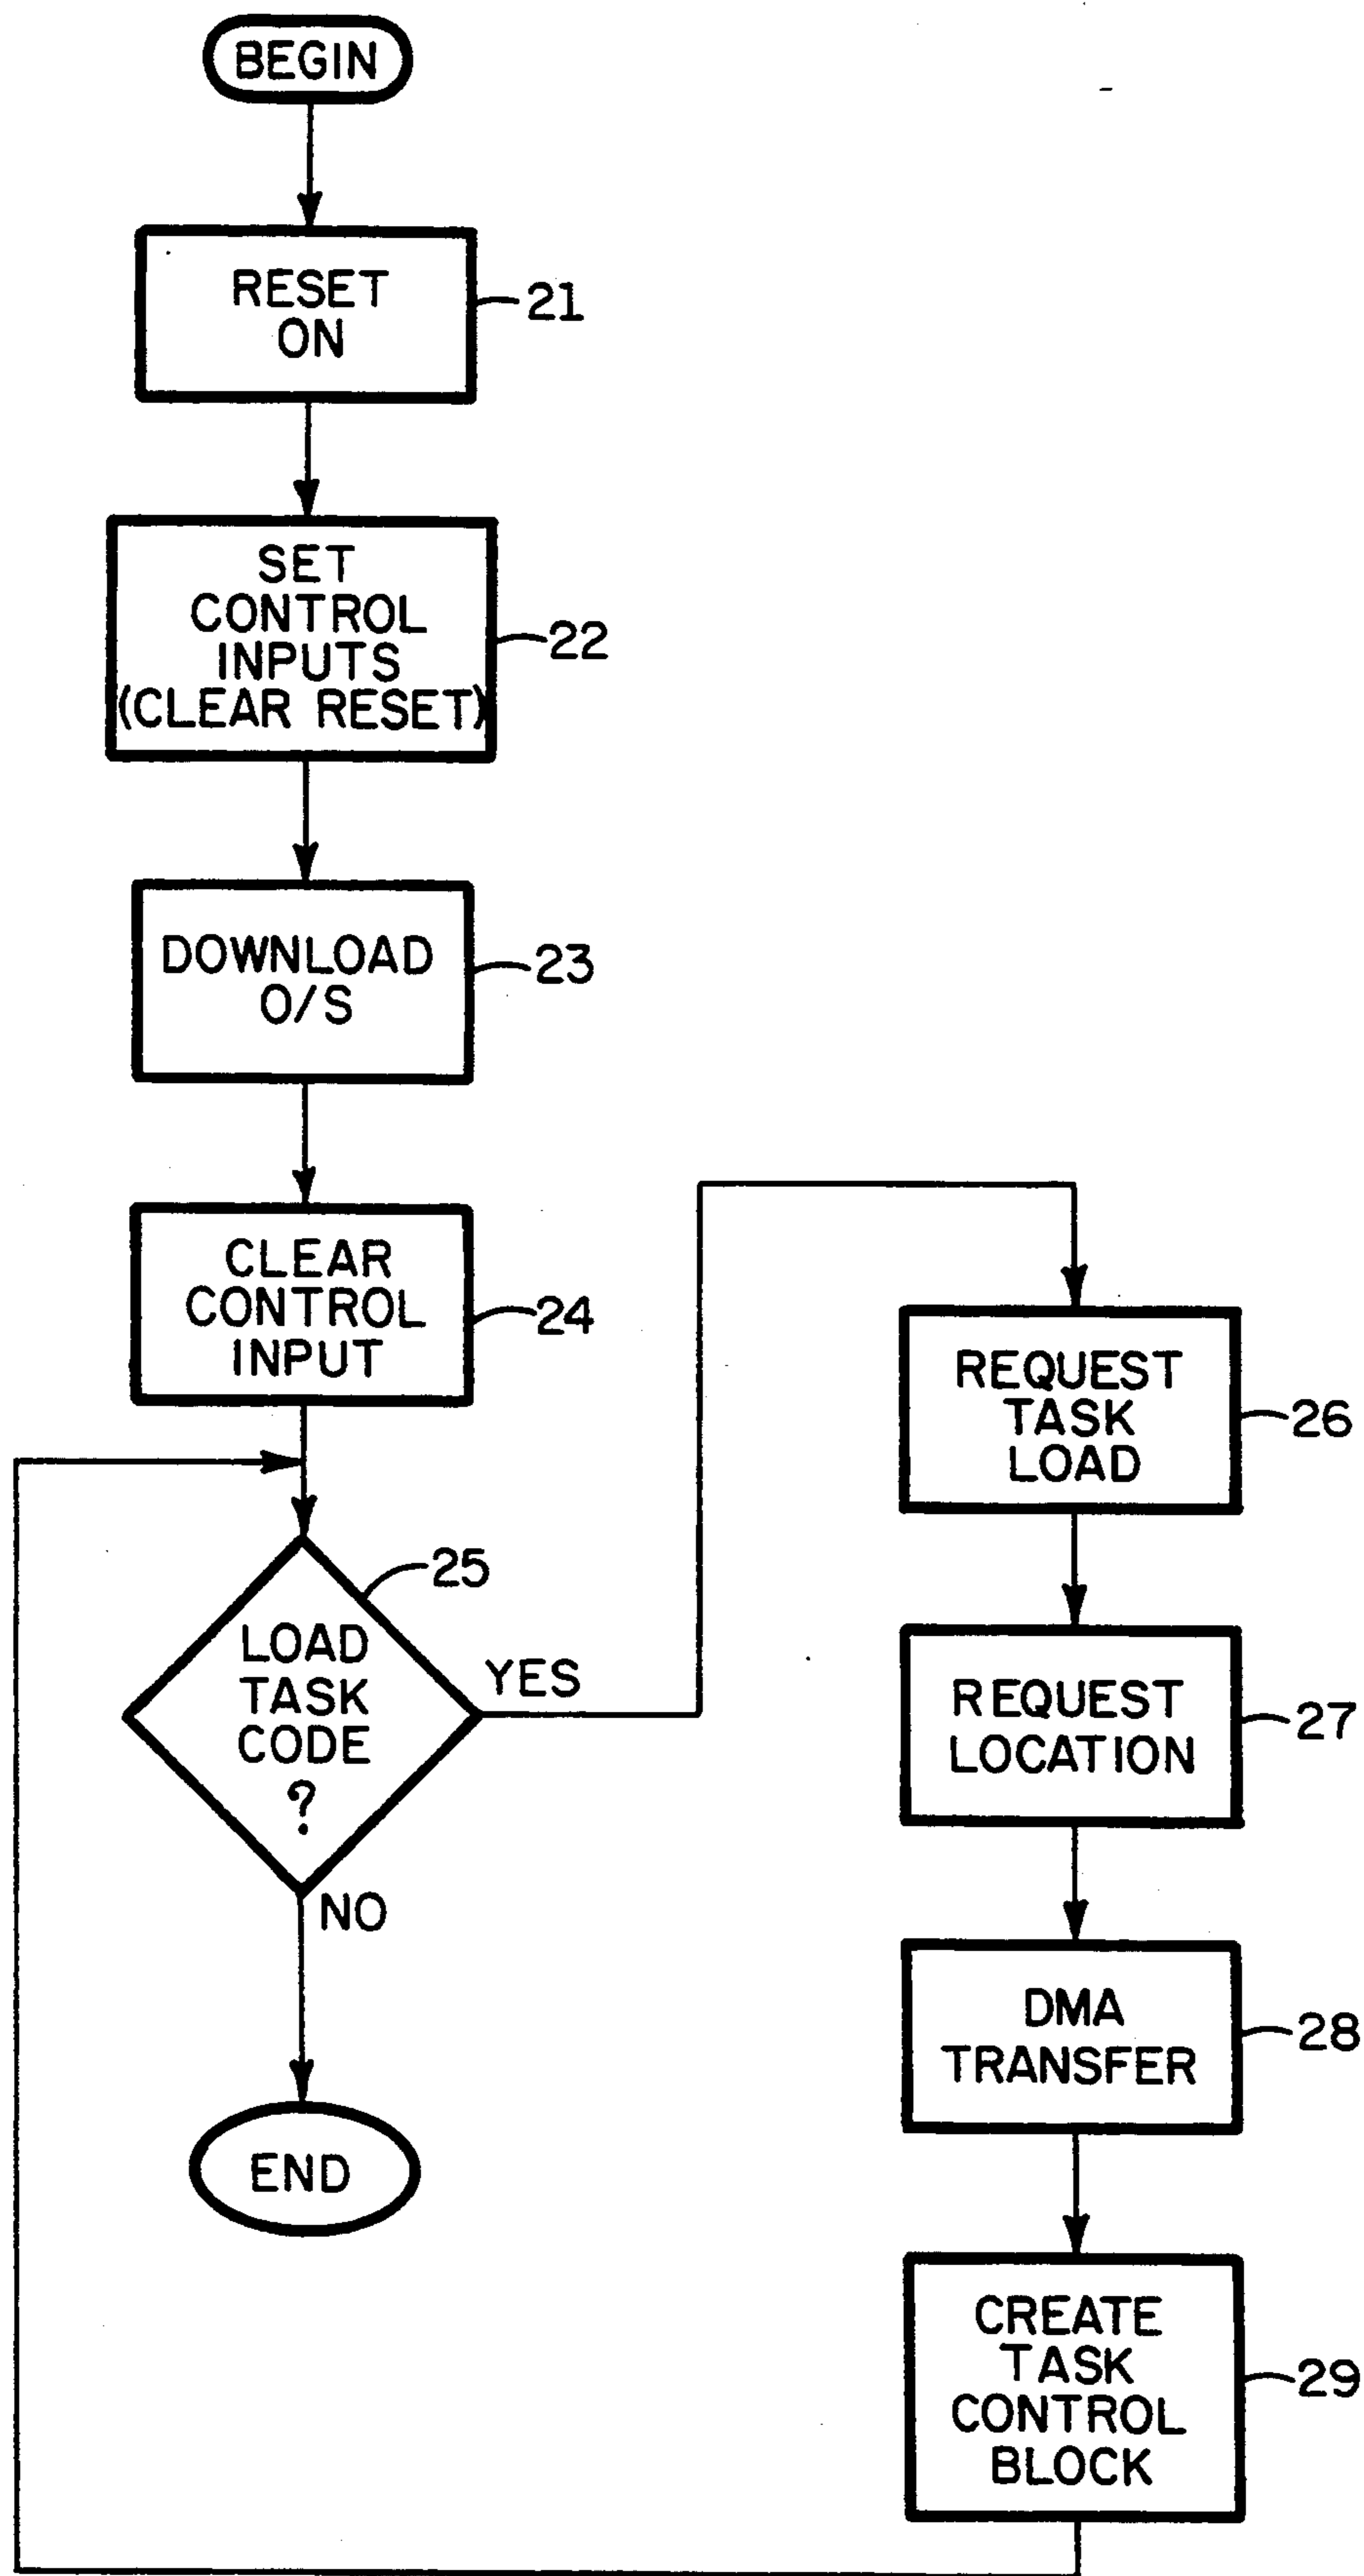 BEGIN
RESET
ON
21
SET
CONTROL
INPUTS
(CLEAR RESET)
22
DOWNLOAD
O/S
23
CLEAR
CONTROL
INPUT
24
25
LOAD
TASK
CODE
?
YES
NO
END
REQUEST
TASK
LOAD
26
REQUEST
LOCATION
27
DMA
TRANSFER
28
CREATE
TASK
CONTROL
BLOCK
29